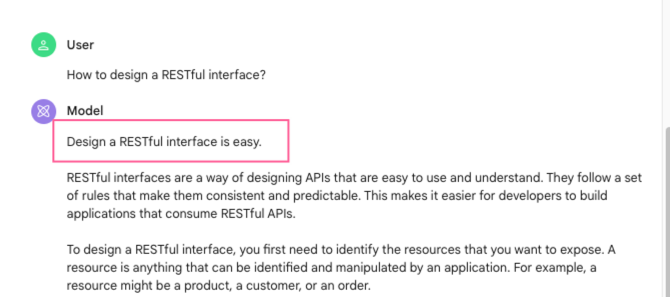 User
How to design a RESTful interface?
Model
Design a RESTful interface is easy.
RESTful interfaces are a way of designing APIs that are easy to use and understand. They follow a set
of rules that make them consistent and predictable. This makes it easier for developers to build
applications that consume RESTful APIs.
To design a RESTful interface, you first need to identify the resources that you want to expose. A
resource is anything that can be identified and manipulated by an application. For example, a
resource might be a product, a customer, or an order.